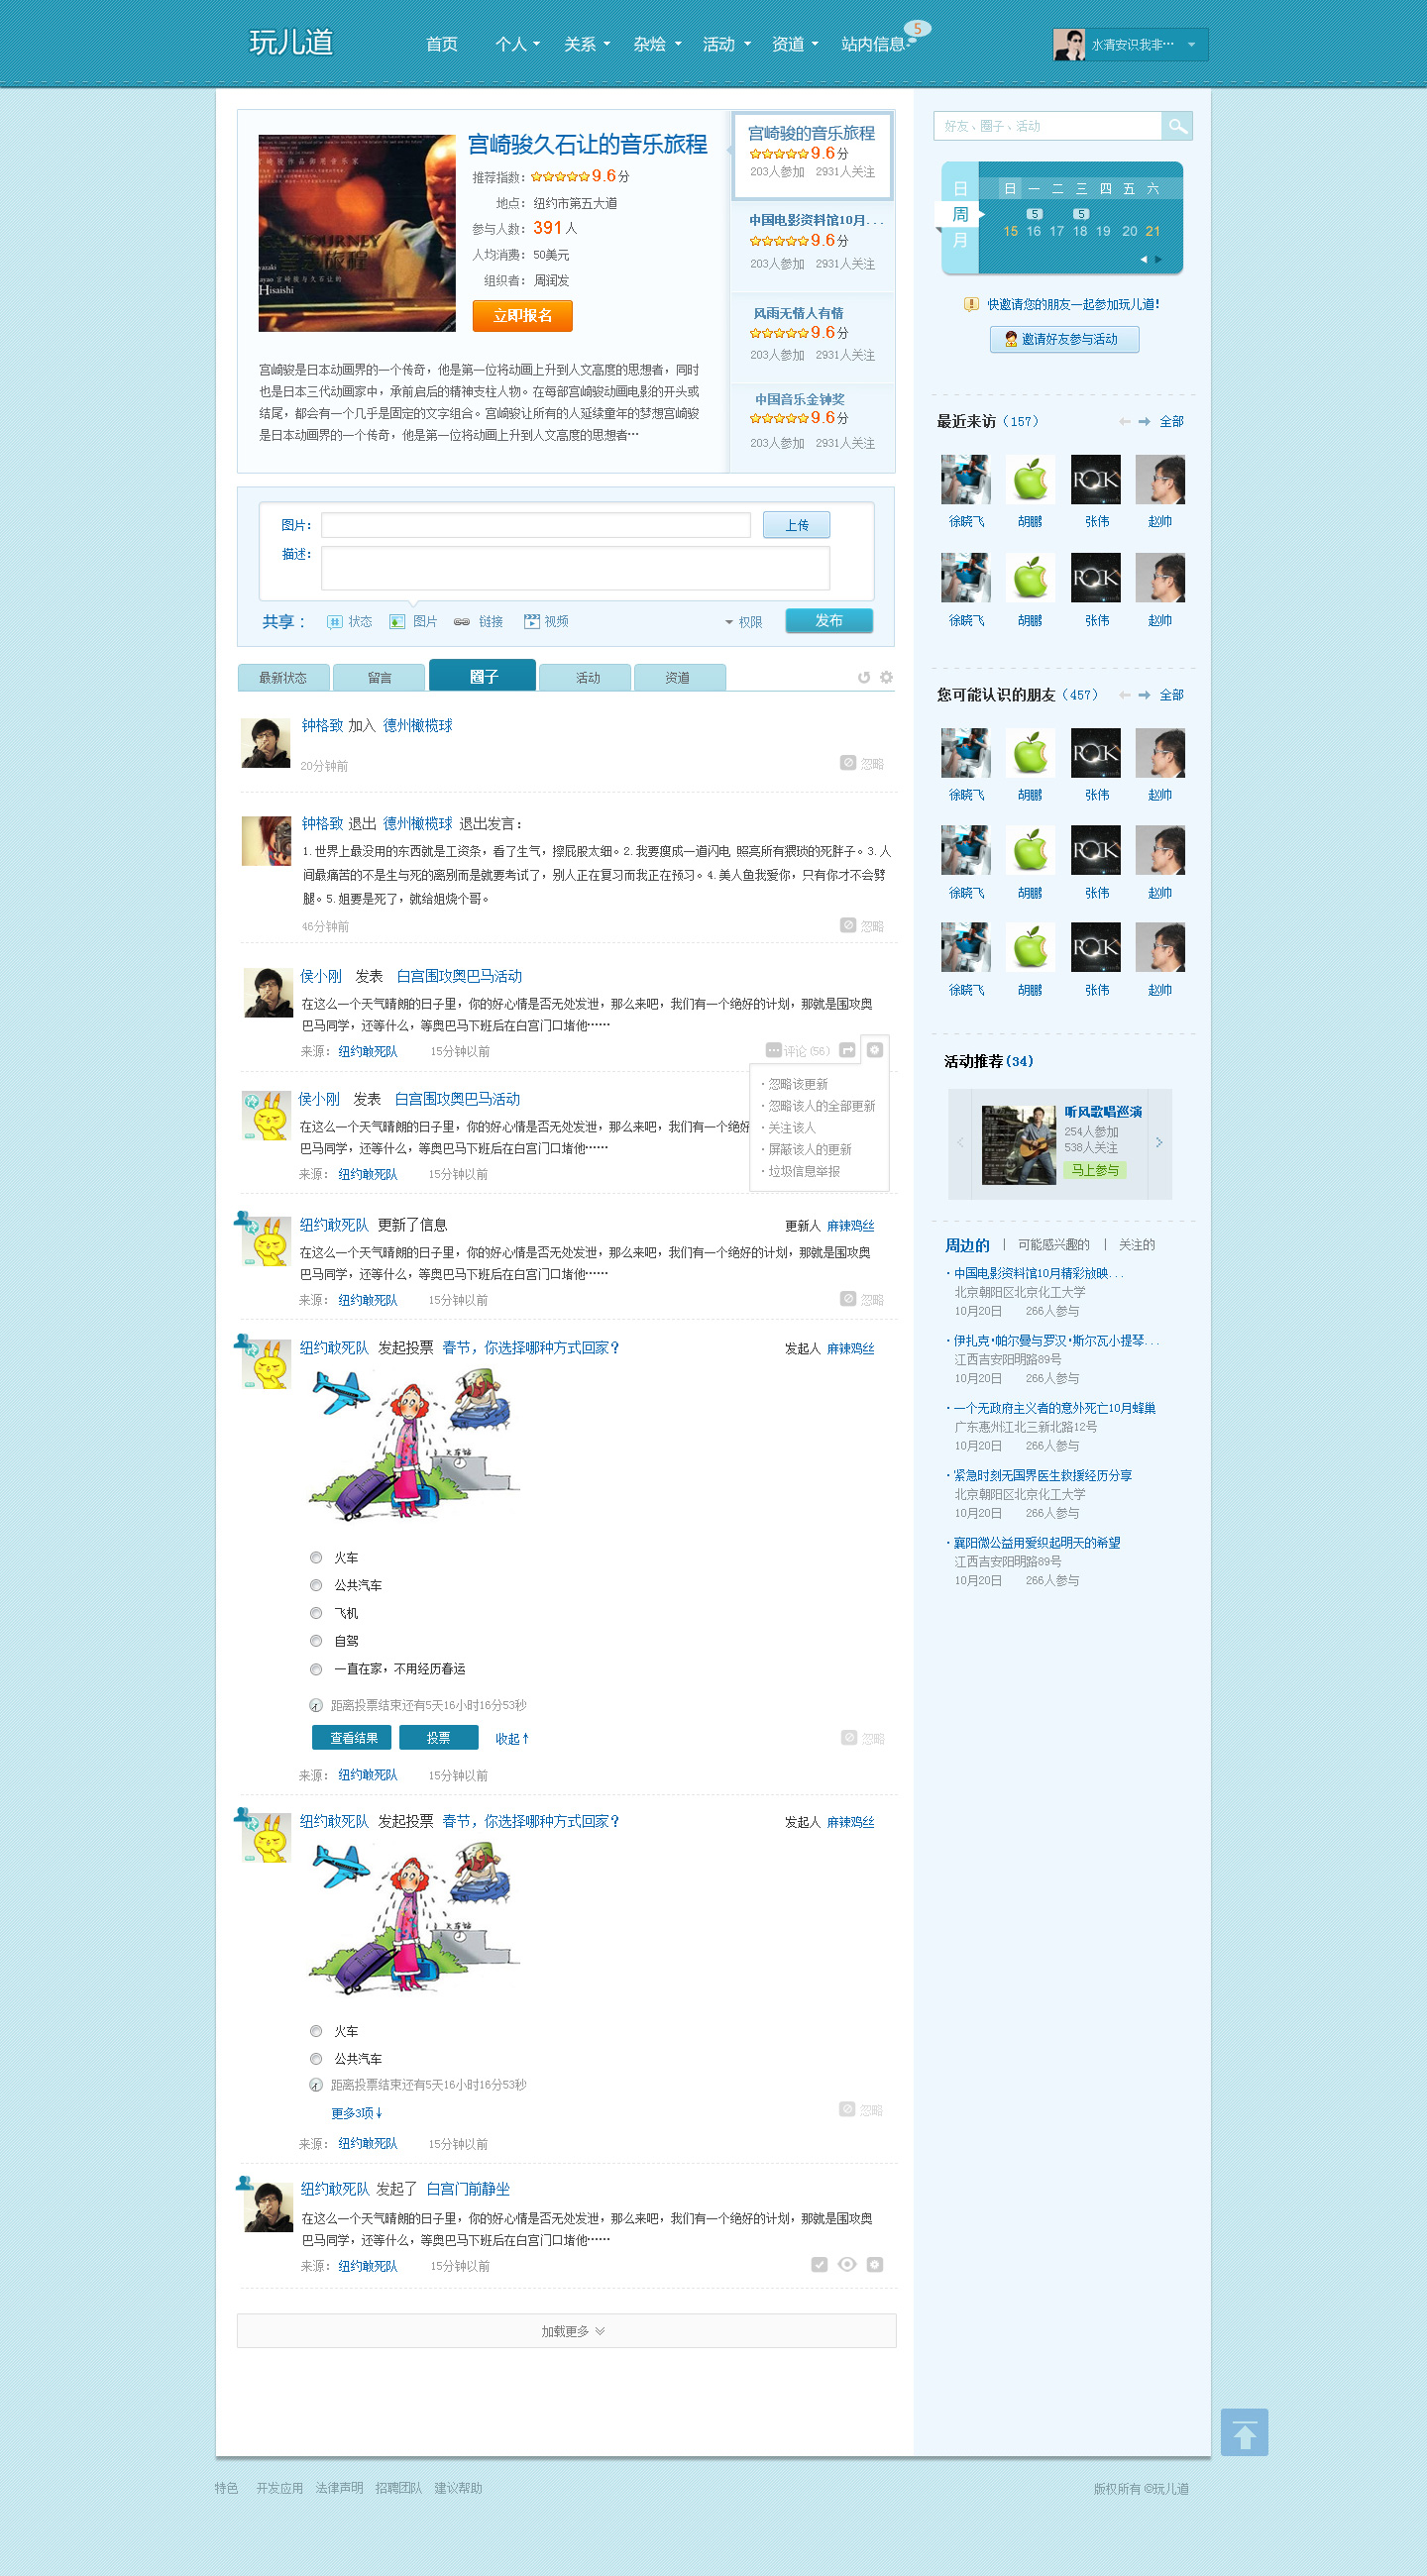 玩儿道
首页 个人 关系 杂烩 活动 资道 站内信息 5
水清安识我非…
宫崎骏久石让的音乐旅程
推荐指数: 9.6分
地点: 纽约市第五大道
参与人数: 391人
人均消费: 50美元
组织者: 周润发
立即报名
宫崎骏是日本动画界的一个传奇，他是第一位将动画上升到人文高度的思想者，同时
也是日本三代动画家中，承前启后的精神支柱人物。在每部宫崎骏动画电影的开头或
结尾，都会有一个几乎是固定的文字组合。宫崎骏让所有的人延续童年的梦想宫崎骏
是日本动画界的一个传奇，他是第一位将动画上升到人文高度的思想者…
宫崎骏的音乐旅程
9.6分
203人参加 2931人关注
中国电影资料馆10月...
9.6分
203人参加 2931人关注
风雨无情人有情
9.6分
203人参加 2931人关注
中国音乐金钟奖
9.6分
203人参加 2931人关注
图片:
上传
描述:
共享： 状态 图片 链接 视频
权限 发布
最新状态 留言 圈子 活动 资道
钟格致 加入 德州橄榄球
20分钟前
忽略
钟格致 退出 德州橄榄球 退出发言:
1.世界上最没用的东西就是工资条，看了生气，擦屁股太细。2.我要瘦成一道闪电 照亮所有猥琐的死胖子。3.人
间最痛苦的不是生与死的离别而是就要考试了，别人正在复习而我正在预习。4.美人鱼我爱你，只有你才不会劈
腿。5.姐要是死了，就给姐烧个哥。
46分钟前
忽略
侯小刚 发表 白宫围攻奥巴马活动
在这么一个天气晴朗的日子里，你的好心情是否无处发泄，那么来吧，我们有一个绝好的计划，那就是围攻奥
巴马同学，还等什么，等奥巴马下班后在白宫门口堵他……
来源: 纽约敢死队 15分钟以前
评论(56)
·忽略该更新
·忽略该人的全部更新
·关注该人
·屏蔽该人的更新
·垃圾信息举报
侯小刚 发表 白宫围攻奥巴马活动
在这么一个天气晴朗的日子里，你的好心情是否无处发泄，那么来吧，我们有一个绝好
巴马同学，还等什么，等奥巴马下班后在白宫门口堵他……
来源: 纽约敢死队 15分钟以前
纽约敢死队 更新了信息
更新人 麻辣鸡丝
在这么一个天气晴朗的日子里，你的好心情是否无处发泄，那么来吧，我们有一个绝好的计划，那就是围攻奥
巴马同学，还等什么，等奥巴马下班后在白宫门口堵他……
来源: 纽约敢死队 15分钟以前
忽略
纽约敢死队 发起投票 春节，你选择哪种方式回家?
发起人 麻辣鸡丝
火车站
火车
公共汽车
飞机
自驾
一直在家，不用经历春运
距离投票结束还有5天16小时16分53秒
查看结果 投票 收起↑
忽略
来源: 纽约敢死队 15分钟以前
纽约敢死队 发起投票 春节，你选择哪种方式回家?
发起人 麻辣鸡丝
火车站
火车
公共汽车
距离投票结束还有5天16小时16分53秒
更多3项↓
忽略
来源: 纽约敢死队 15分钟以前
纽约敢死队 发起了 白宫门前静坐
在这么一个天气晴朗的日子里，你的好心情是否无处发泄，那么来吧，我们有一个绝好的计划，那就是围攻奥
巴马同学，还等什么，等奥巴马下班后在白宫门口堵他……
来源: 纽约敢死队 15分钟以前
加载更多
好友、圈子、活动
日
周
月
日 一 二 三 四 五 六
5 5
15 16 17 18 19 20 21
快邀请您的朋友一起参加玩儿道!
邀请好友参与活动
最近来访（157） 全部
徐晓飞 胡鹏 张伟 赵帅
徐晓飞 胡鹏 张伟 赵帅
您可能认识的朋友（457） 全部
徐晓飞 胡鹏 张伟 赵帅
徐晓飞 胡鹏 张伟 赵帅
徐晓飞 胡鹏 张伟 赵帅
活动推荐(34)
听风歌唱巡演
254人参加
538人关注
马上参与
周边的 | 可能感兴趣的 | 关注的
·中国电影资料馆10月精彩放映...
北京朝阳区北京化工大学
10月20日 266人参与
·伊扎克·帕尔曼与罗汉·斯尔瓦小提琴...
江西吉安阳明路89号
10月20日 266人参与
·一个无政府主义者的意外死亡10月蜂巢
广东惠州江北三新北路12号
10月20日 266人参与
·紧急时刻无国界医生救援经历分享
北京朝阳区北京化工大学
10月20日 266人参与
·襄阳微公益用爱织起明天的希望
江西吉安阳明路89号
10月20日 266人参与
特色 开发应用 法律声明 招聘团队 建议帮助
版权所有 ©玩儿道